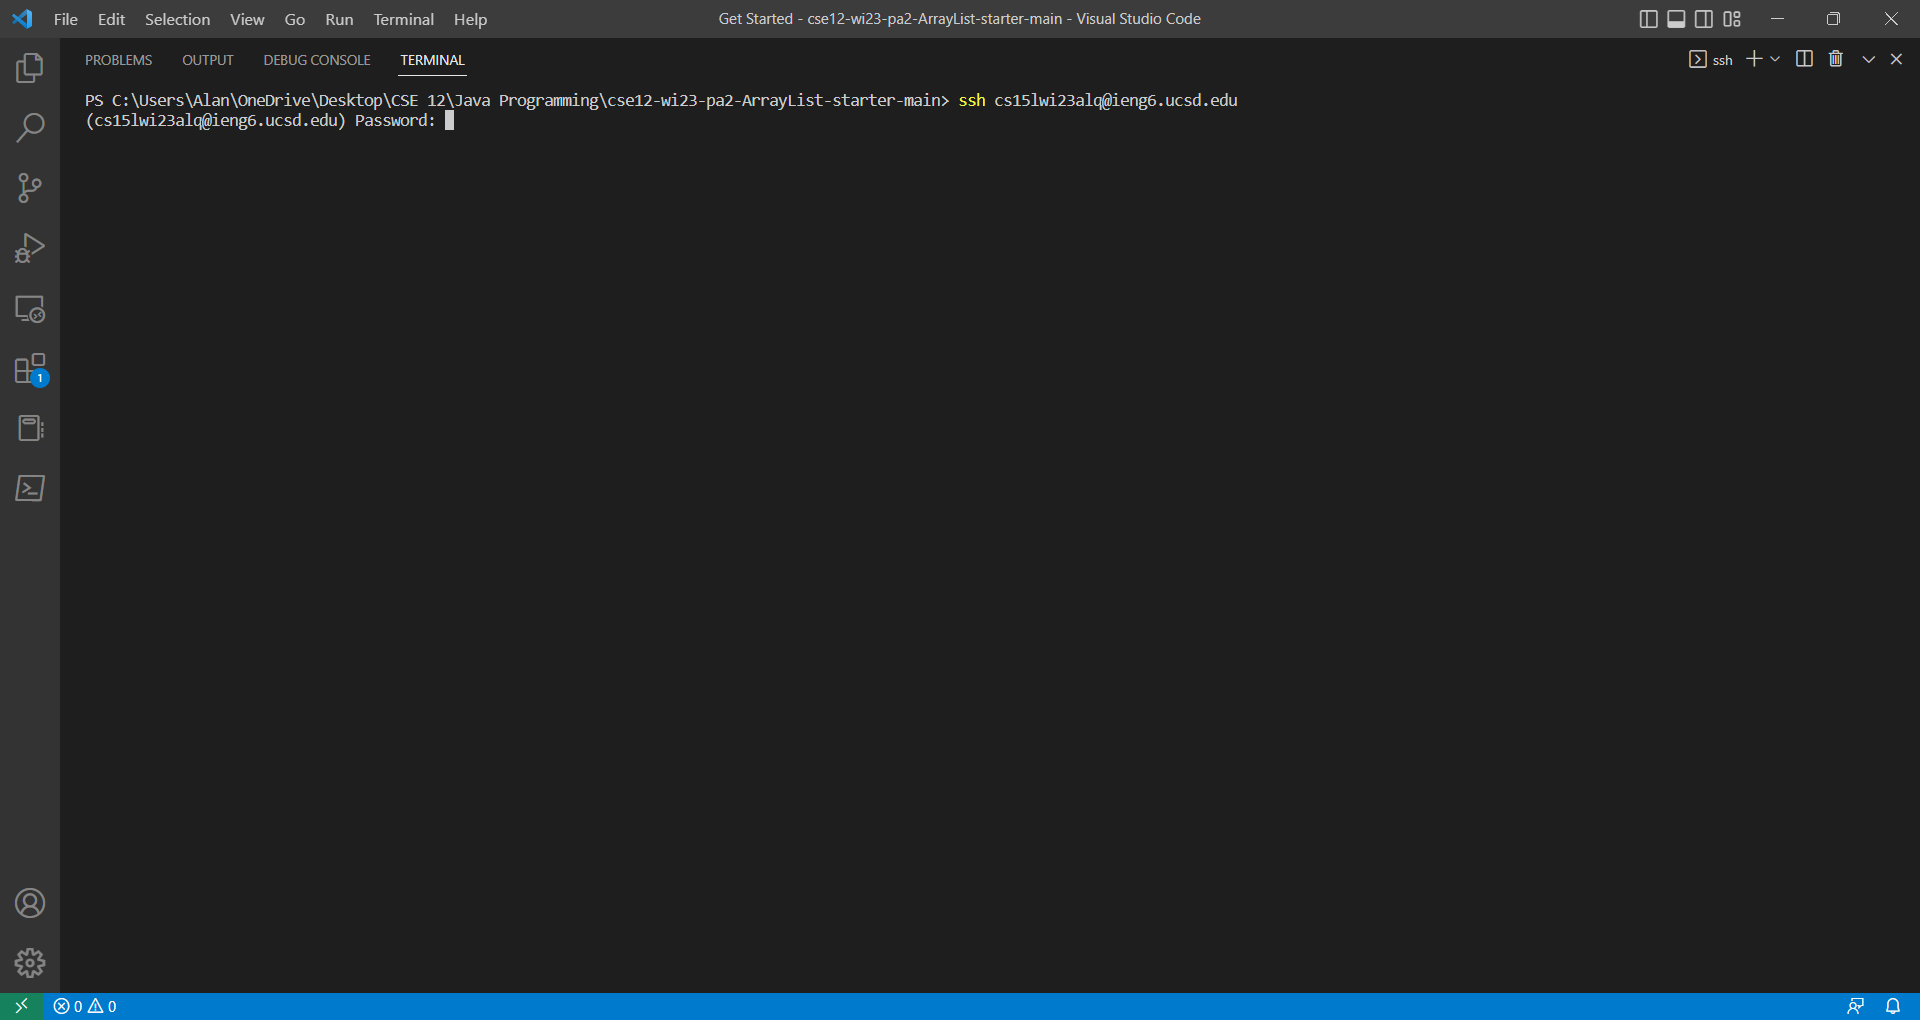 File Edit Selection View Go Run Terminal Help
Get Started - cse12-wi23-pa2-ArrayList-starter-main - Visual Studio Code
PROBLEMS OUTPUT DEBUG CONSOLE TERMINAL
ssh
PS C:\Users\Alan\OneDrive\Desktop\CSE 12\Java Programming\cse12-wi23-pa2-ArrayList-starter-main> ssh cs15lwi23alq@ieng6.ucsd.edu
(cs15lwi23alq@ieng6.ucsd.edu) Password:
1
0 0